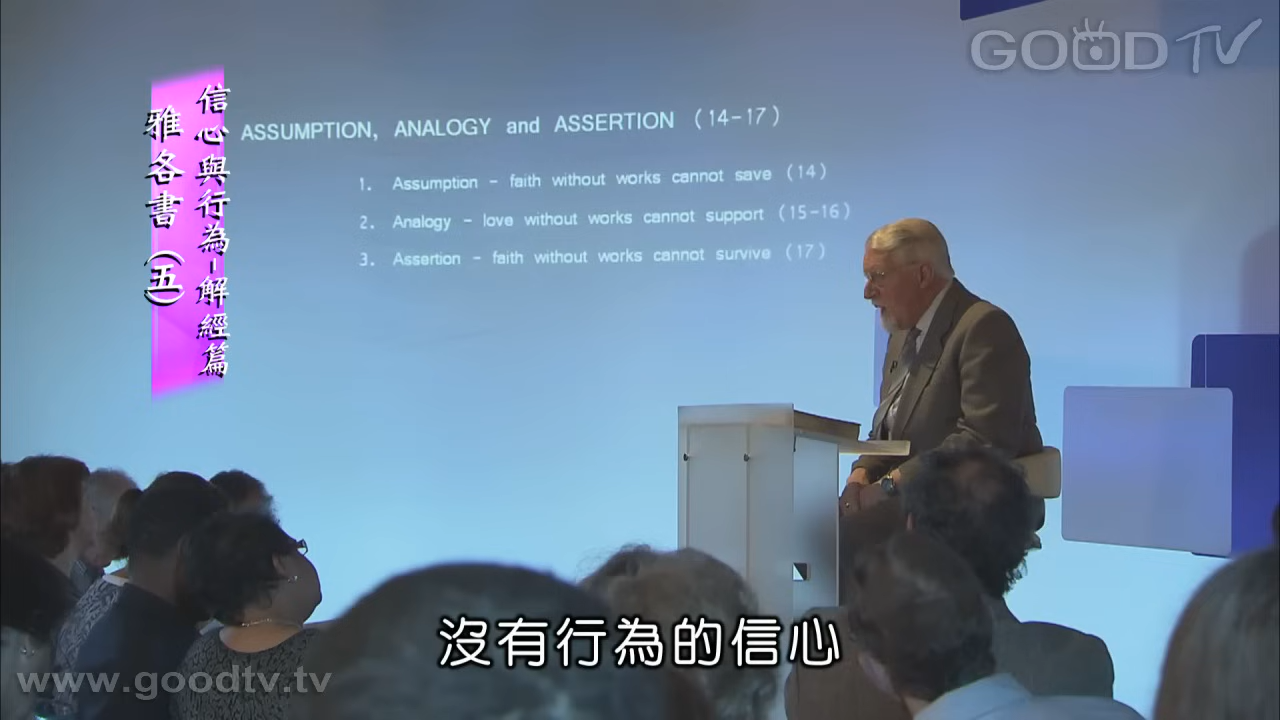 GOOD TV
信心與行為-解經篇
雅各書(五)
ASSUMPTION, ANALOGY and ASSERTION (14-17)
1. Assumption - faith without works cannot save (14)
2. Analogy - love without works cannot support (15-16)
3. Assertion - faith without works cannot survive (17)
沒有行為的信心
www.goodtv.tv